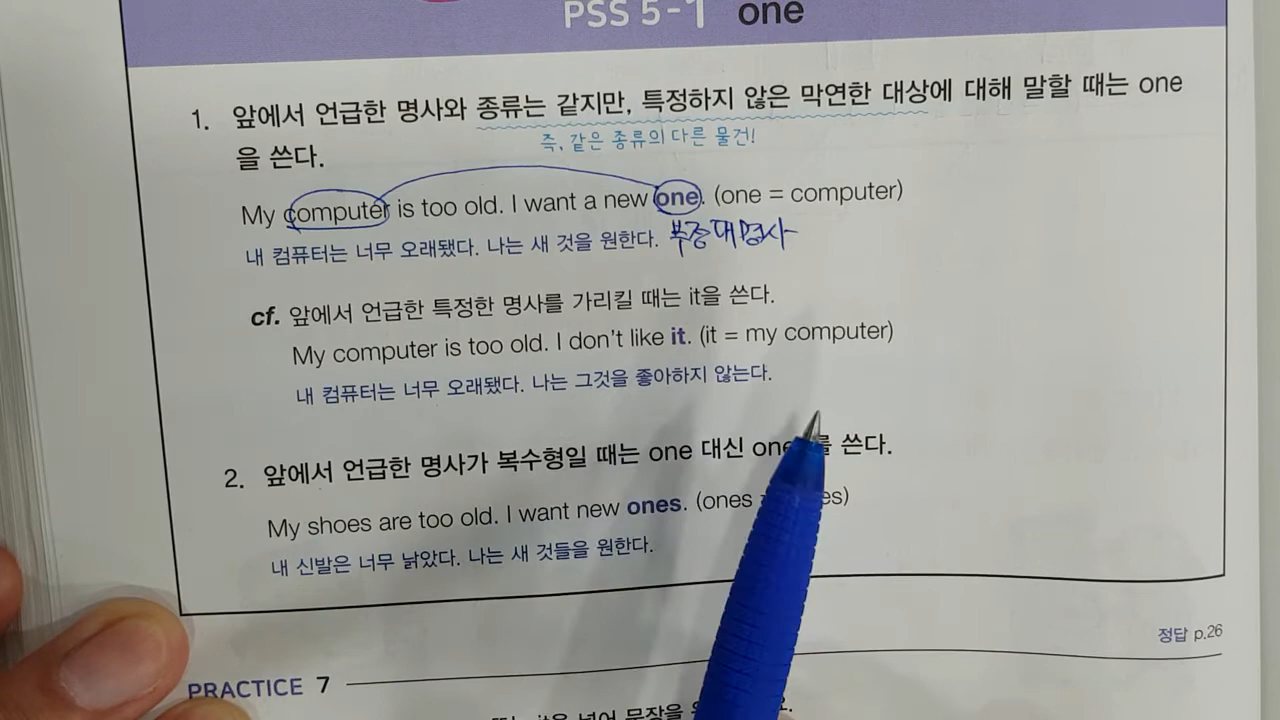 PSS 5-1 one
1. 앞에서 언급한 명사와 종류는 같지만, 특정하지 않은 막연한 대상에 대해 말할 때는 one
을 쓴다.
즉, 같은 종류의 다른 물건!
My computer is too old. I want a new one. (one = computer)
내 컴퓨터는 너무 오래됐다. 나는 새 것을 원한다. 부정대명사
cf. 앞에서 언급한 특정한 명사를 가리킬 때는 it을 쓴다.
My computer is too old. I don't like it. (it = my computer)
내 컴퓨터는 너무 오래됐다. 나는 그것을 좋아하지 않는다.
2. 앞에서 언급한 명사가 복수형일 때는 one 대신 쓴다.
My shoes are too old. I want new ones. (ones
내 신발은 너무 낡았다. 나는 새 것들을 원한다.
정답 p.26
PRACTICE 7
it을 넣어 문장을